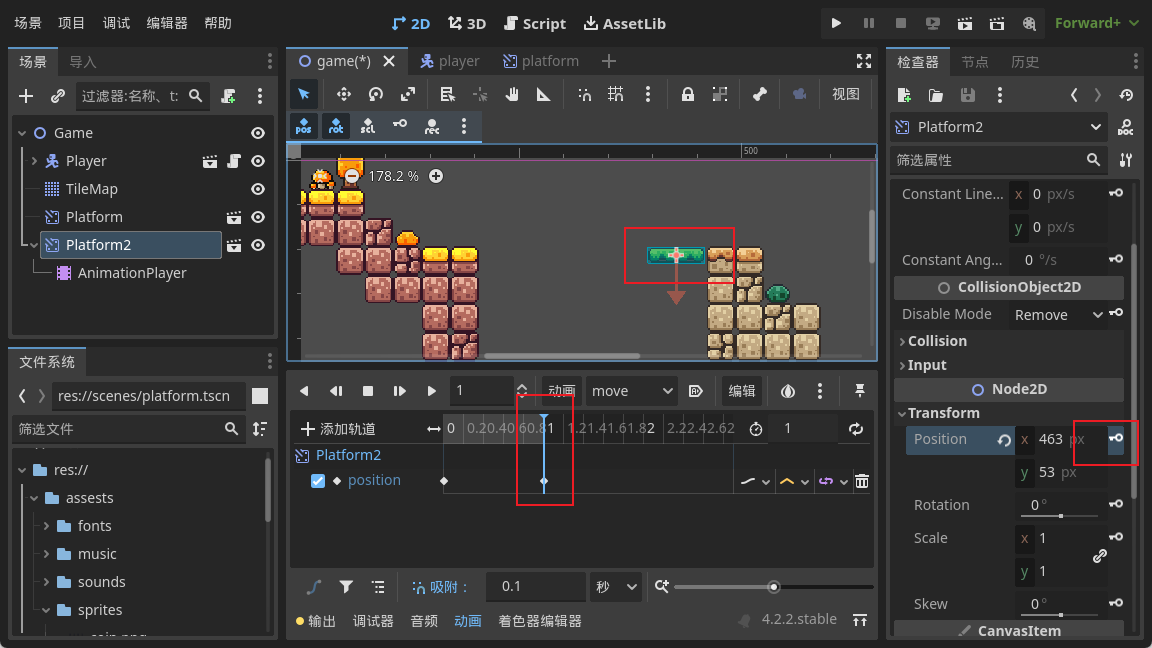 场景 项目 调试 编辑器 帮助 2D 3D Script AssetLib Forward+
场景 导入
过滤器:名称、t:
Game
Player
TileMap
Platform
Platform2
AnimationPlayer
文件系统
res://scenes/platform.tscn
筛选文件
res://
assests
fonts
music
sounds
sprites
game(*) player platform
视图
pos rot scl rec
500
178.2 %
1 动画 move 编辑
添加轨道 0 0.20.40.60.81 1.21.41.61.82 2.22.42.62 1
Platform2
position
吸附： 0.1 秒
输出 调试器 音频 动画 着色器编辑器 4.2.2.stable
检查器 节点 历史
Platform2 DOC
筛选属性
Constant Line... x 0 px/s
y 0 px/s
Constant Ang... 0 °/s
CollisionObject2D
Disable Mode Remove
Collision
Input
Node2D
Transform
Position x 463 px
y 53 px
Rotation 0 °
Scale x 1
y 1
Skew 0 °
CanvasItem